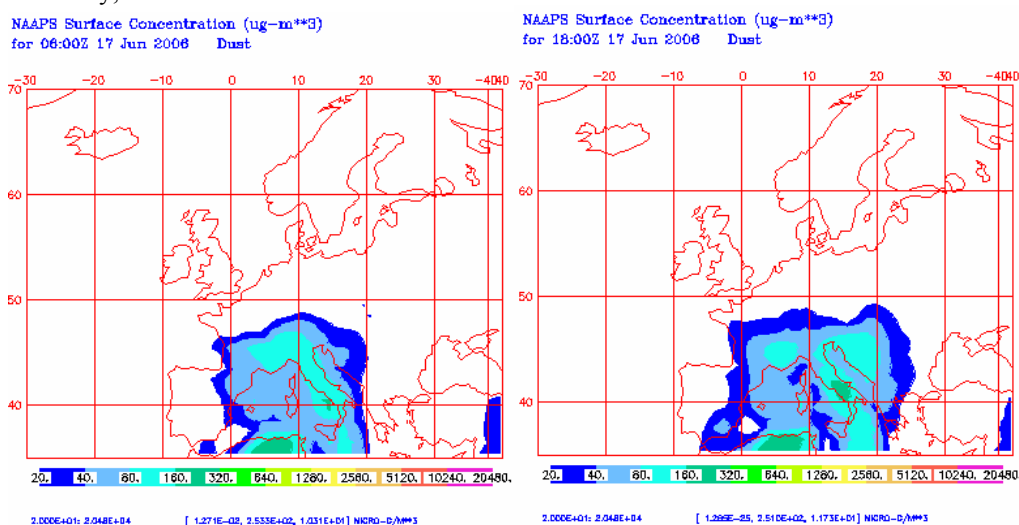 NAAPS Surface Concentration (ug-m**3)
for 06:00Z 17 Jun 2006 Dust
-30 -20 -10 0 10 20 30 -40
70
60
50
40
20. 40. 80. 160. 320. 640. 1280. 2560. 5120. 10240. 20480.
2.000E+01: 2.048E+04 [ 1.271E-02, 2.533E+02, 1.031E+01] MICRO-G/M**3
NAAPS Surface Concentration (ug-m**3)
for 18:00Z 17 Jun 2006 Dust
-30 -20 -10 0 10 20 -40
70
60
50
40
20. 40. 80. 160. 320. 640. 1280. 2560. 5120. 10240. 20480.
2.000E+01: 2.048E+04 2.510E+02, 1.173E+01] MICRO-G/M**3